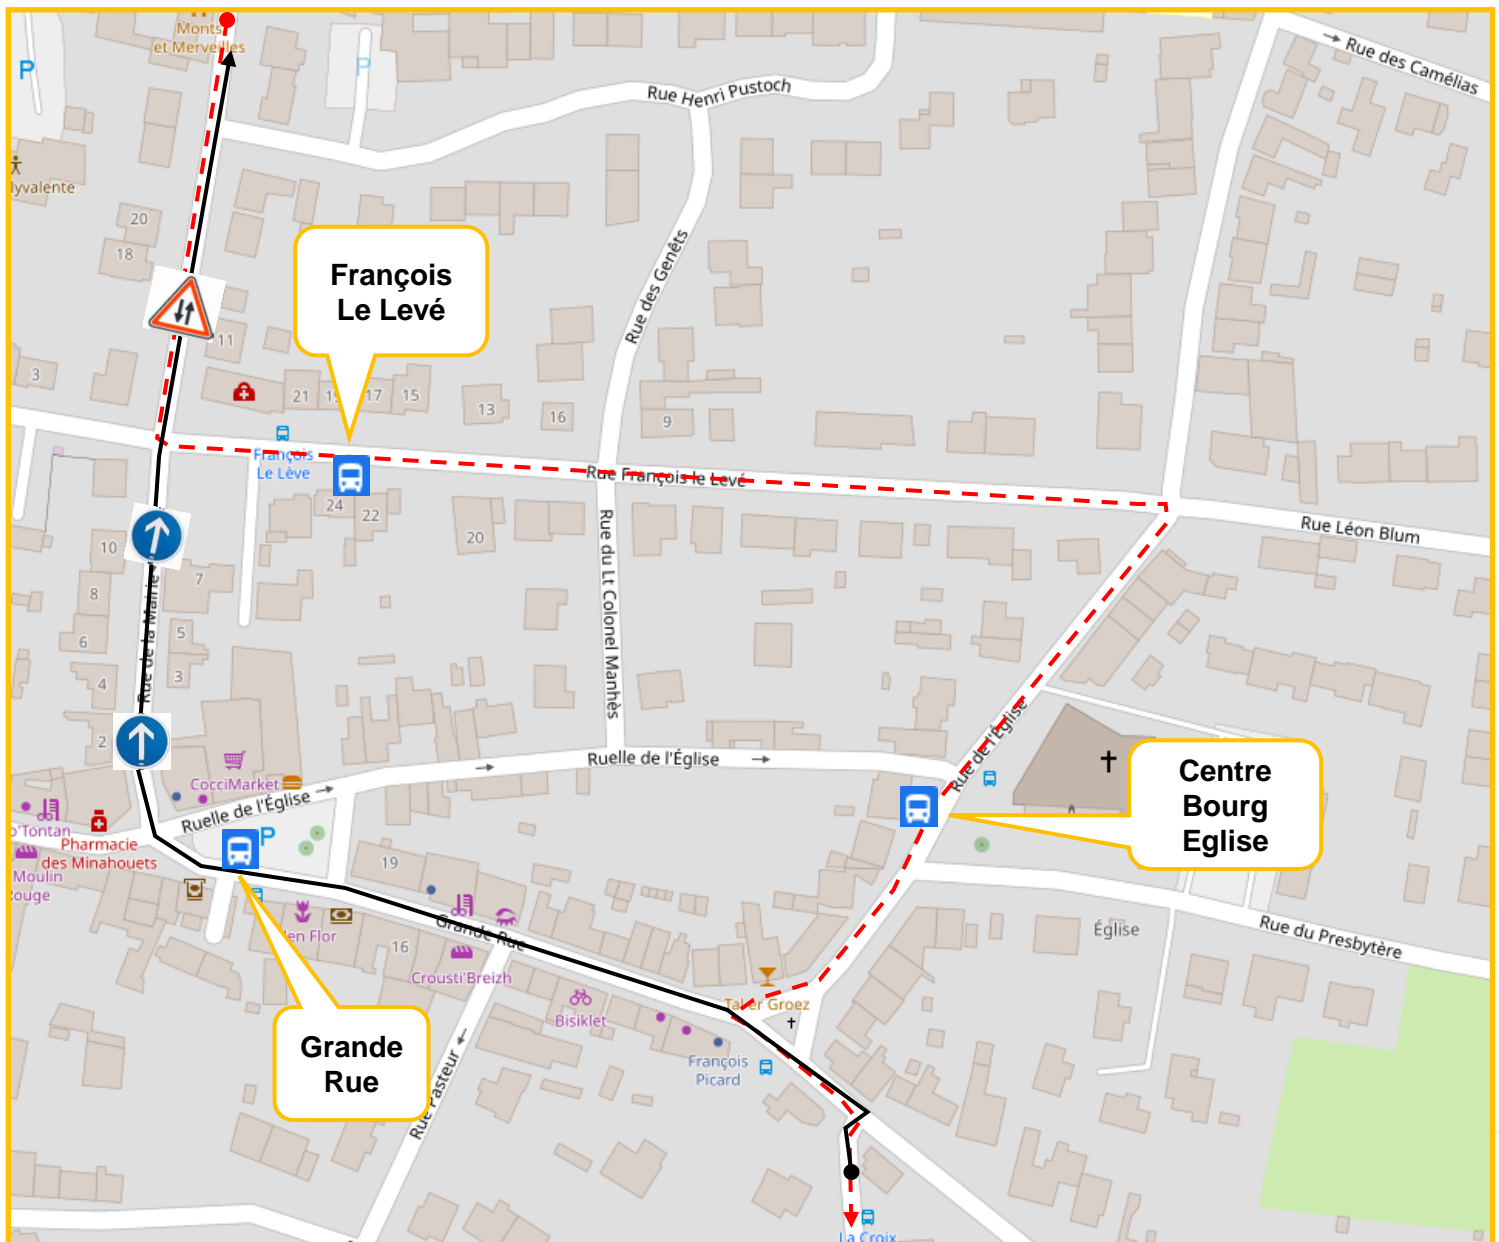 Monts
et Merveilles
P
P
Rue Henri Pustoch
Rue des Camélias
lyvalente
20
18
11
3
François
Le Levé
Rue des Genêts
21
17
15
13
16
9
François
Le Lève
Rue François le Levé
Rue Léon Blum
24
22
20
10
8
6
4
2
7
5
3
Rue de la Mairie
Rue du Lt Colonel Manhès
Rue de l'Église
Ruelle de l'Église
CocciMarket
Ruelle de l'Église
P
Centre
Bourg
Eglise
o'Tontan
Pharmacie
des Minahouets
Moulin
ouge
19
Grande Rue
en Flor
16
Crousti'Breizh
Bisiklet
François
Picard
Église
Rue du Presbytère
Grande
Rue
Rue Pasteur
La Croix